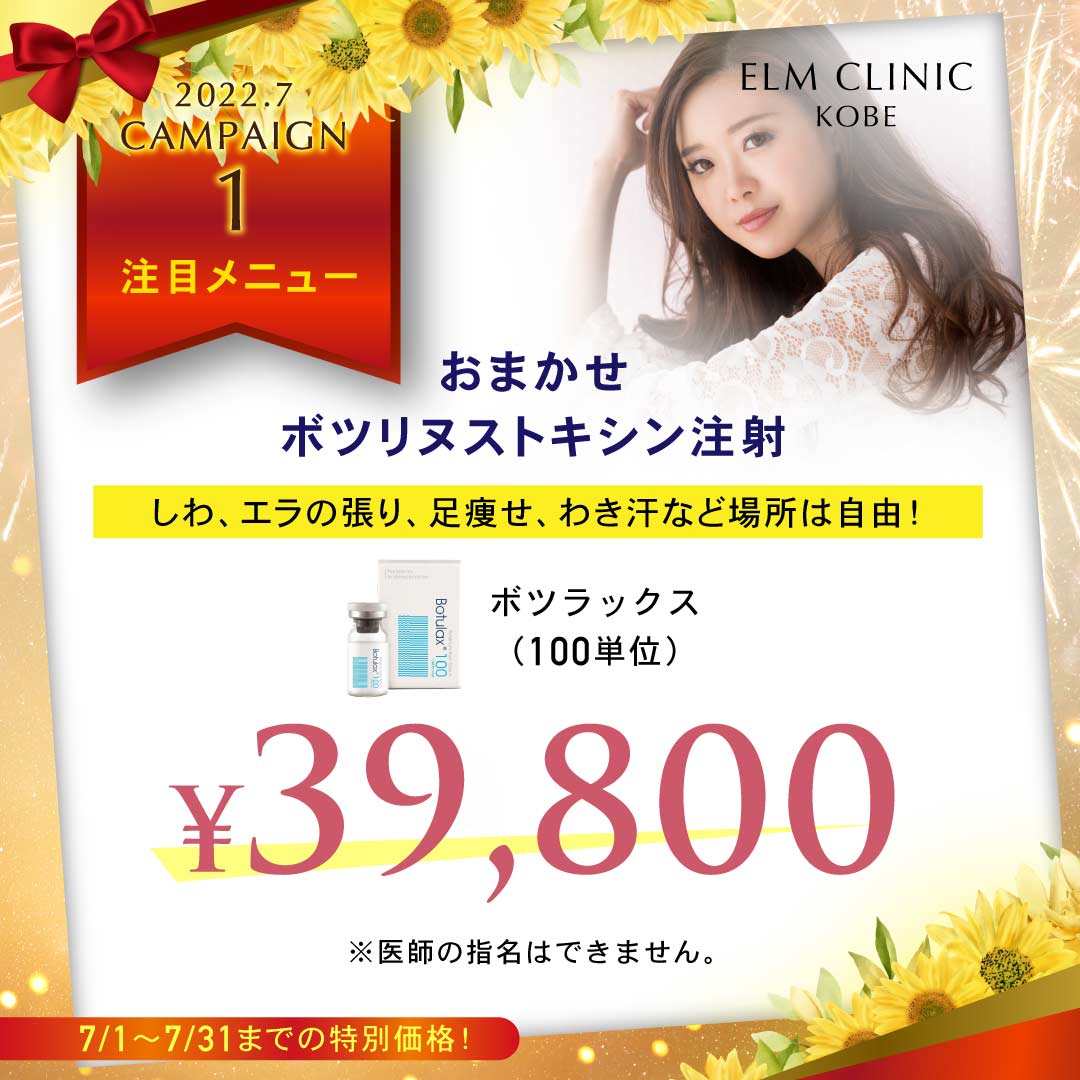 2022.7
CAMPAIGN
1
注目メニュー
ELM CLINIC
KOBE
おまかせ
ボツリヌストキシン注射
しわ、エラの張り、足痩せ、わき汗など場所は自由！
Botulax® 100
Botulax® 100
ボツラックス
（100単位）
¥39,800
※医師の指名はできません。
7/1～7/31までの特別価格！